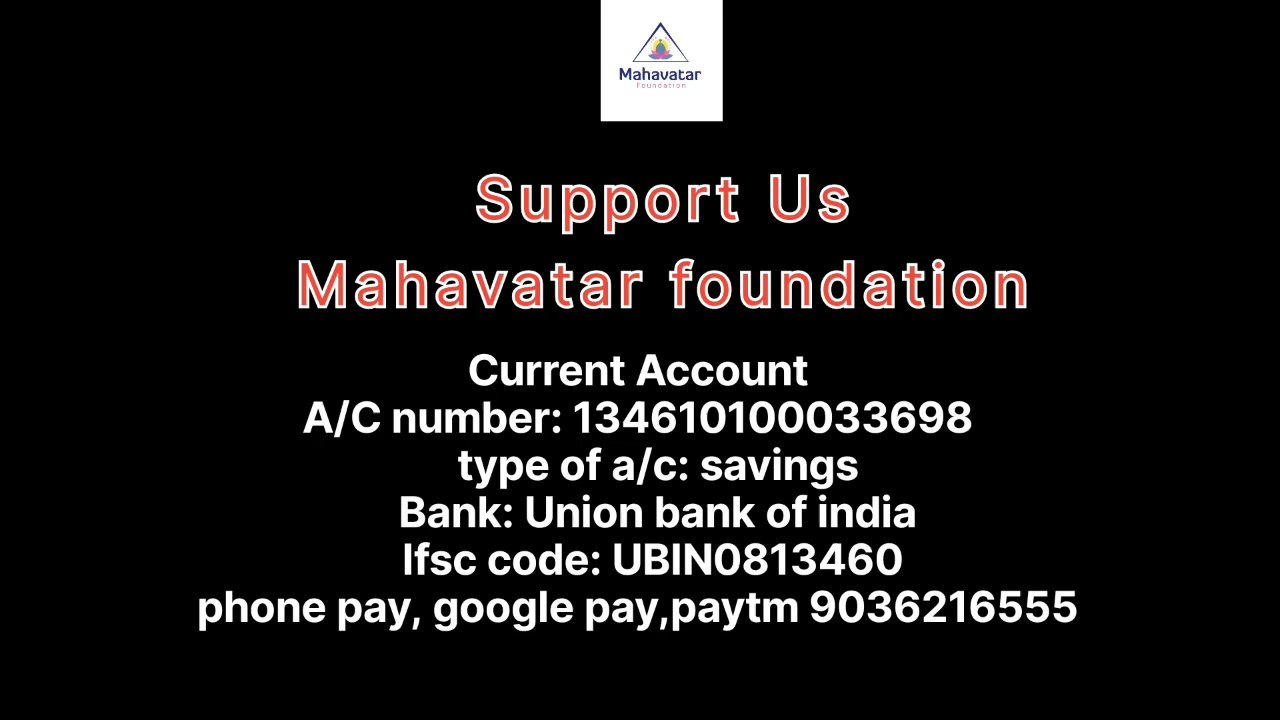 Mahavatar
Foundation
Support Us
Mahavatar foundation
Current Account
A/C number: 134610100033698
type of a/c: savings
Bank: Union bank of india
Ifsc code: UBIN0813460
phone pay, google pay,paytm 9036216555